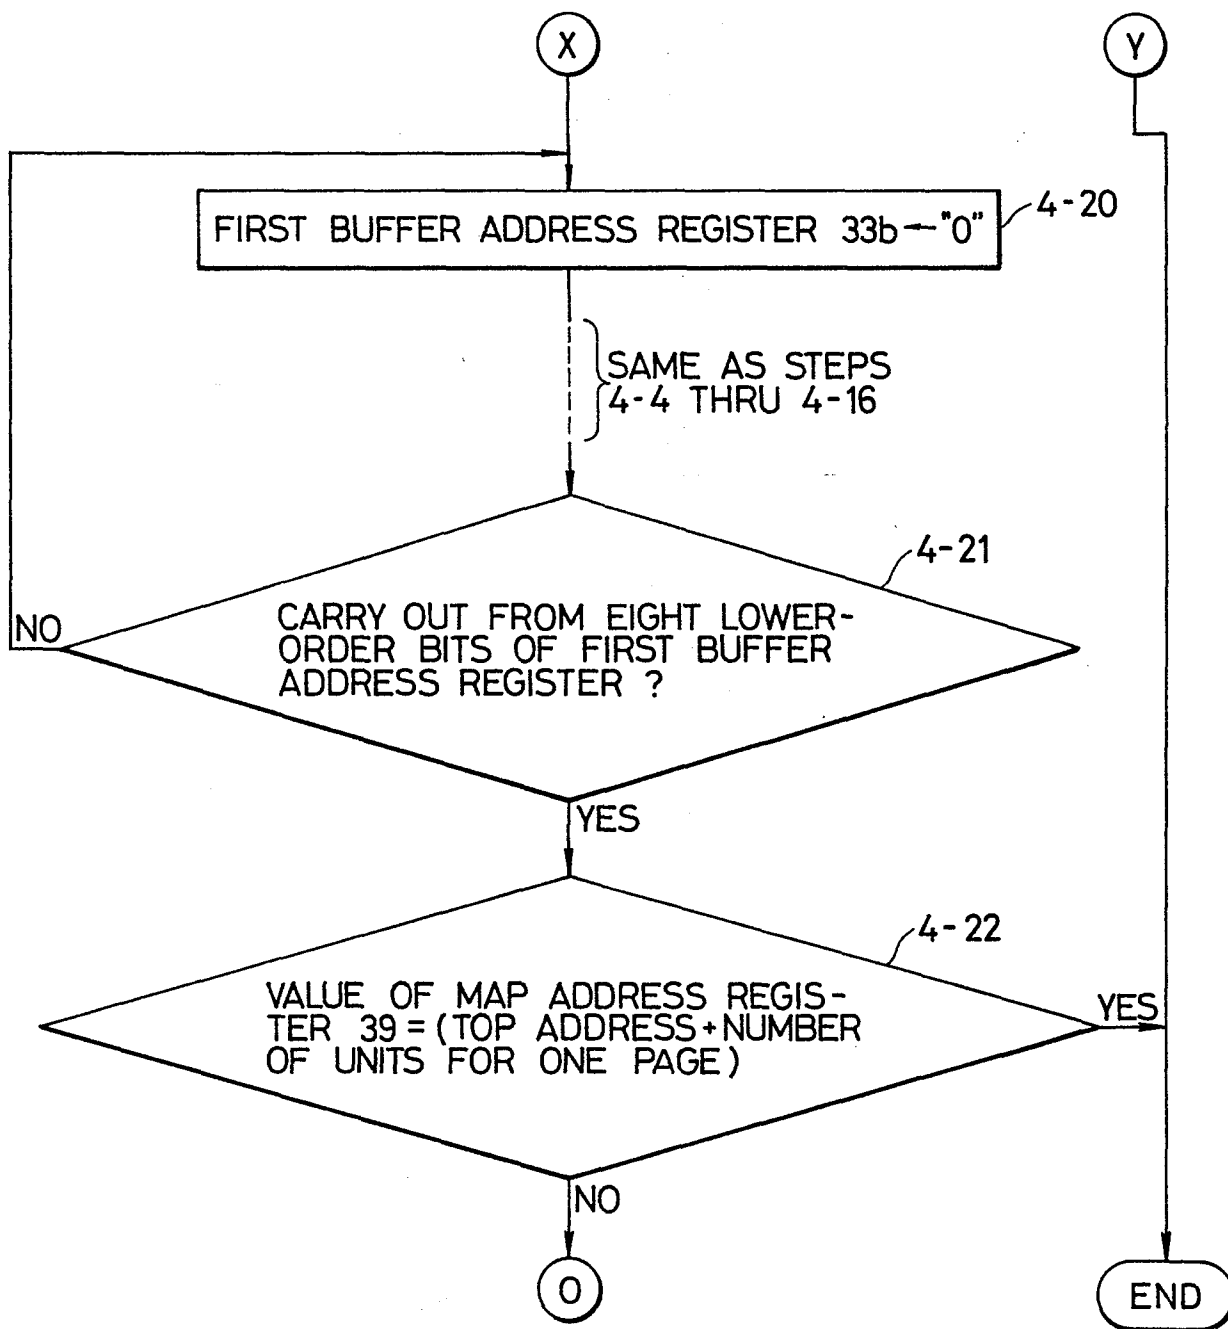 X
Y
FIRST BUFFER ADDRESS REGISTER 33b←"0"
4-20
SAME AS STEPS
4-4 THRU 4-16
4-21
CARRY OUT FROM EIGHT LOWER-
ORDER BITS OF FIRST BUFFER
ADDRESS REGISTER ?
NO
YES
4-22
VALUE OF MAP ADDRESS REGIS-
TER 39=(TOP ADDRESS+NUMBER
OF UNITS FOR ONE PAGE)
YES
NO
O
END